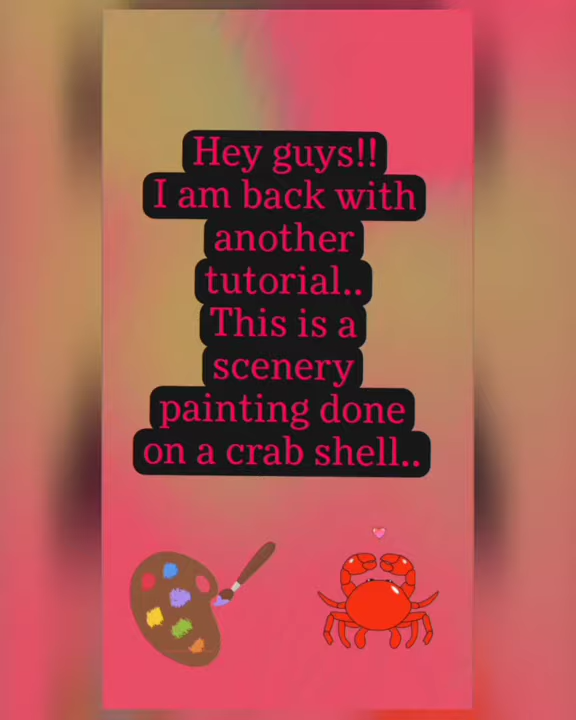 Hey guys!!
I am back with
another
tutorial..
This is a
scenery
painting done
on a crab shell..